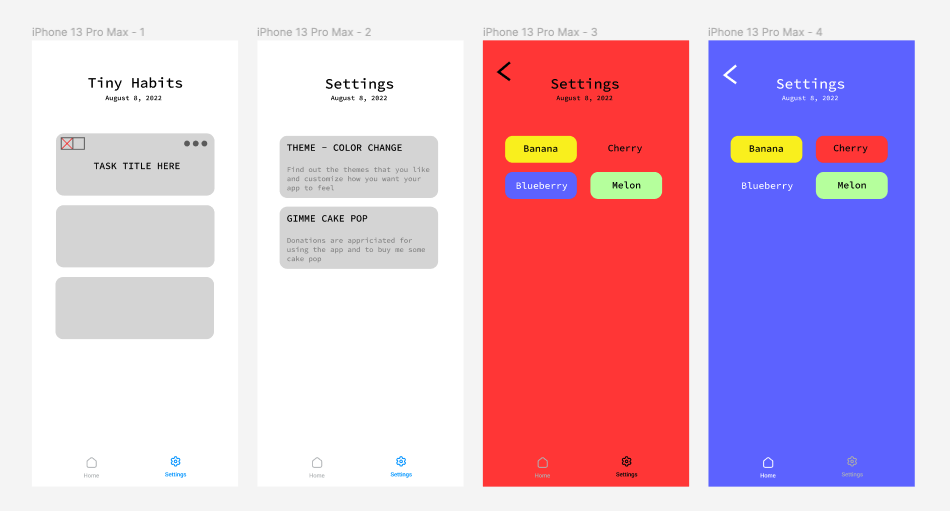 iPhone 13 Pro Max - 1
Tiny Habits
August 8, 2022
TASK TITLE HERE
Home
Settings
iPhone 13 Pro Max - 2
Settings
August 8, 2022
THEME - COLOR CHANGE
Find out the themes that you like
and customize how you want your
app to feel
GIMME CAKE POP
Donations are appriciated for
using the app and to buy me some
cake pop
Home
Settings
iPhone 13 Pro Max - 3
Settings
August 8, 2022
Banana
Cherry
Blueberry
Melon
Home
Settings
iPhone 13 Pro Max - 4
Settings
August 8, 2022
Banana
Cherry
Blueberry
Melon
Home
Settings